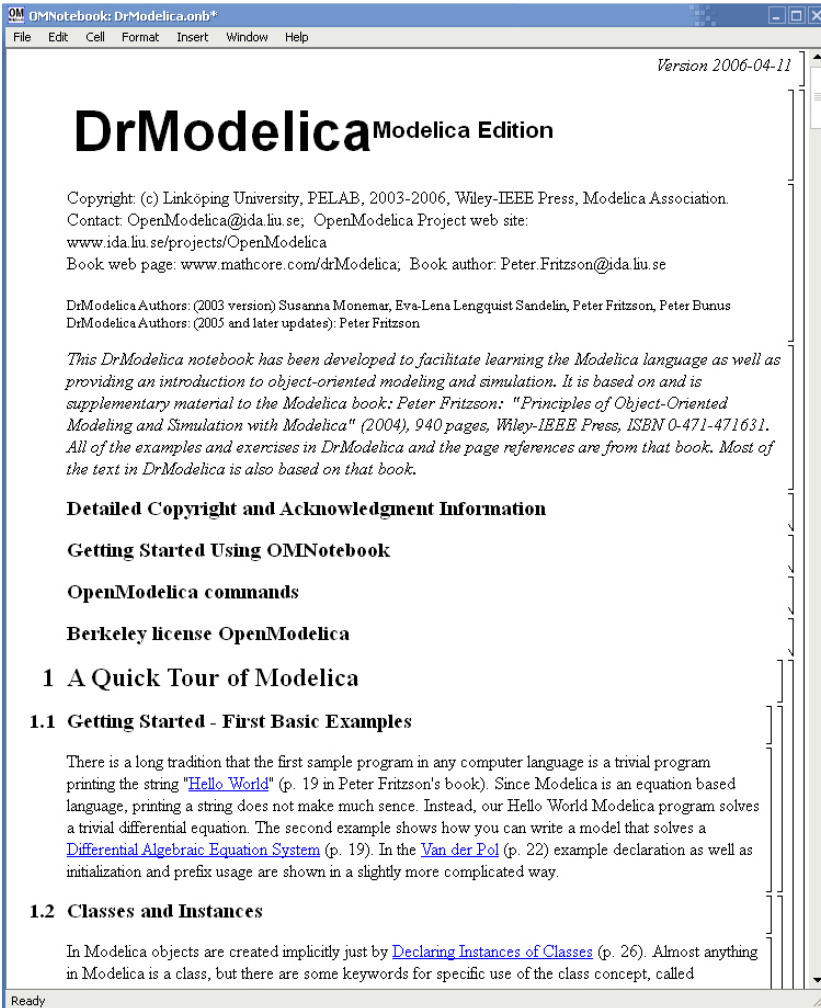 OMNotebook: DrModelica.onb*
File Edit Cell Format Insert Window Help
Version 2006-04-11
DrModelica Modelica Edition
Copyright: (c) Linköping University, PELAB, 2003-2006, Wiley-IEEE Press, Modelica Association.
Contact: OpenModelica@ida.liu.se; OpenModelica Project web site:
www.ida.liu.se/projects/OpenModelica
Book web page: www.mathcore.com/drModelica; Book author: Peter.Fritzson@ida.liu.se
DrModelica Authors: (2003 version) Susanna Monemar, Eva-Lena Lengquist Sandelin, Peter Fritzson, Peter Bunus
DrModelica Authors: (2005 and later updates): Peter Fritzson
This DrModelica notebook has been developed to facilitate learning the Modelica language as well as
providing an introduction to object-oriented modeling and simulation. It is based on and is
supplementary material to the Modelica book: Peter Fritzson: "Principles of Object-Oriented
Modeling and Simulation with Modelica" (2004), 940 pages, Wiley-IEEE Press, ISBN 0-471-471631.
All of the examples and exercises in DrModelica and the page references are from that book. Most of
the text in DrModelica is also based on that book.
Detailed Copyright and Acknowledgment Information
Getting Started Using OMNotebook
OpenModelica commands
Berkeley license OpenModelica
1 A Quick Tour of Modelica
1.1 Getting Started - First Basic Examples
There is a long tradition that the first sample program in any computer language is a trivial program
printing the string "Hello World" (p. 19 in Peter Fritzson's book). Since Modelica is an equation based
language, printing a string does not make much sence. Instead, our Hello World Modelica program solves
a trivial differential equation. The second example shows how you can write a model that solves a
Differential Algebraic Equation System (p. 19). In the Van der Pol (p. 22) example declaration as well as
initialization and prefix usage are shown in a slightly more complicated way.
1.2 Classes and Instances
In Modelica objects are created implicitly just by Declaring Instances of Classes (p. 26). Almost anything
in Modelica is a class, but there are some keywords for specific use of the class concept, called
Ready